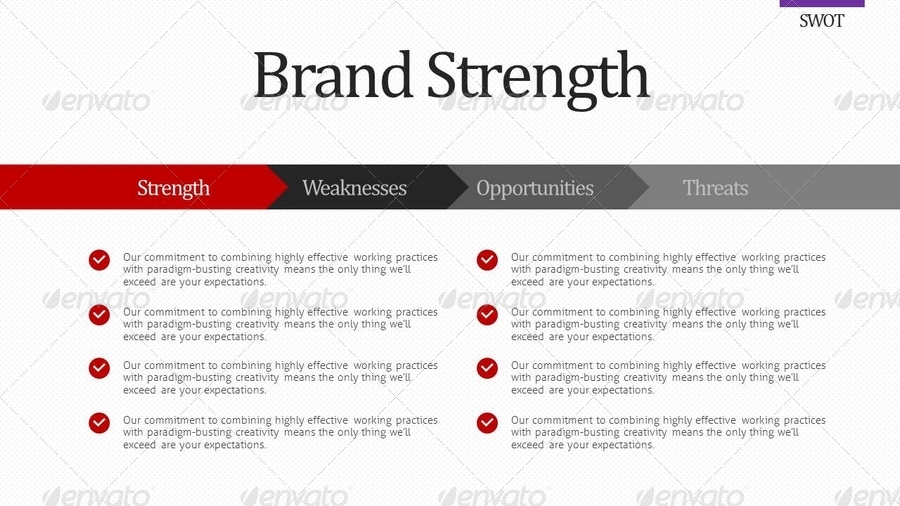 SWOT
Brand Strength
Strength Weaknesses Opportunities Threats
Our commitment to combining highly effective working practices
with paradigm-busting creativity means the only thing we'll
exceed are your expectations.
Our commitment to combining highly effective working practices
with paradigm-busting creativity means the only thing we'll
exceed are your expectations.
Our commitment to combining highly effective working practices
with paradigm-busting creativity means the only thing we'll
exceed are your expectations.
Our commitment to combining highly effective working practices
with paradigm-busting creativity means the only thing we'll
exceed are your expectations.
Our commitment to combining highly effective working practices
with paradigm-busting creativity means the only thing we'll
exceed are your expectations.
Our commitment to combining highly effective working practices
with paradigm-busting creativity means the only thing we'll
exceed are your expectations.
Our commitment to combining highly effective working practices
with paradigm-busting creativity means the only thing we'll
exceed are your expectations.
Our commitment to combining highly effective working practices
with paradigm-busting creativity means the only thing we'll
exceed are your expectations.
envato envato envato envato envato
envato envato envato envato envato
envato envato envato envato envato